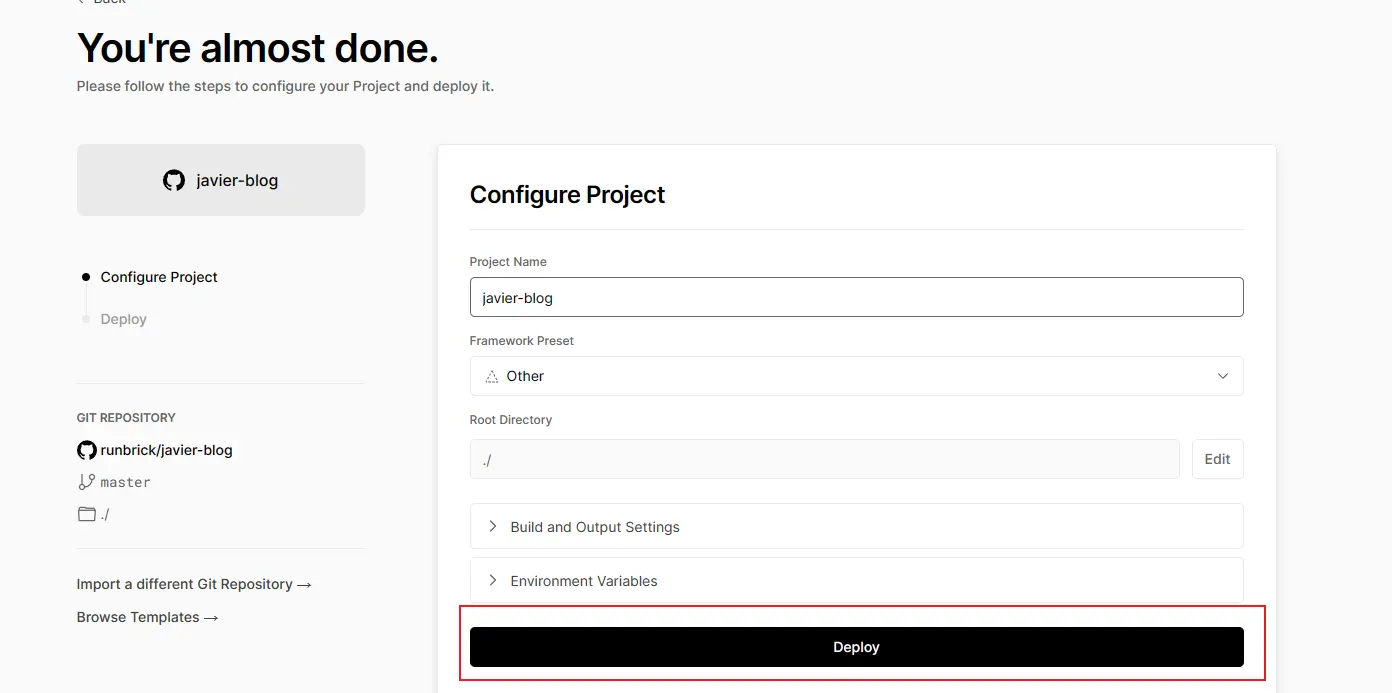 Back
You're almost done.
Please follow the steps to configure your Project and deploy it.
javier-blog
Configure Project
Deploy
GIT REPOSITORY
runbrick/javier-blog
master
./
Import a different Git Repository →
Browse Templates →
Configure Project
Project Name
javier-blog
Framework Preset
Other
Root Directory
./
Edit
Build and Output Settings
Environment Variables
Deploy